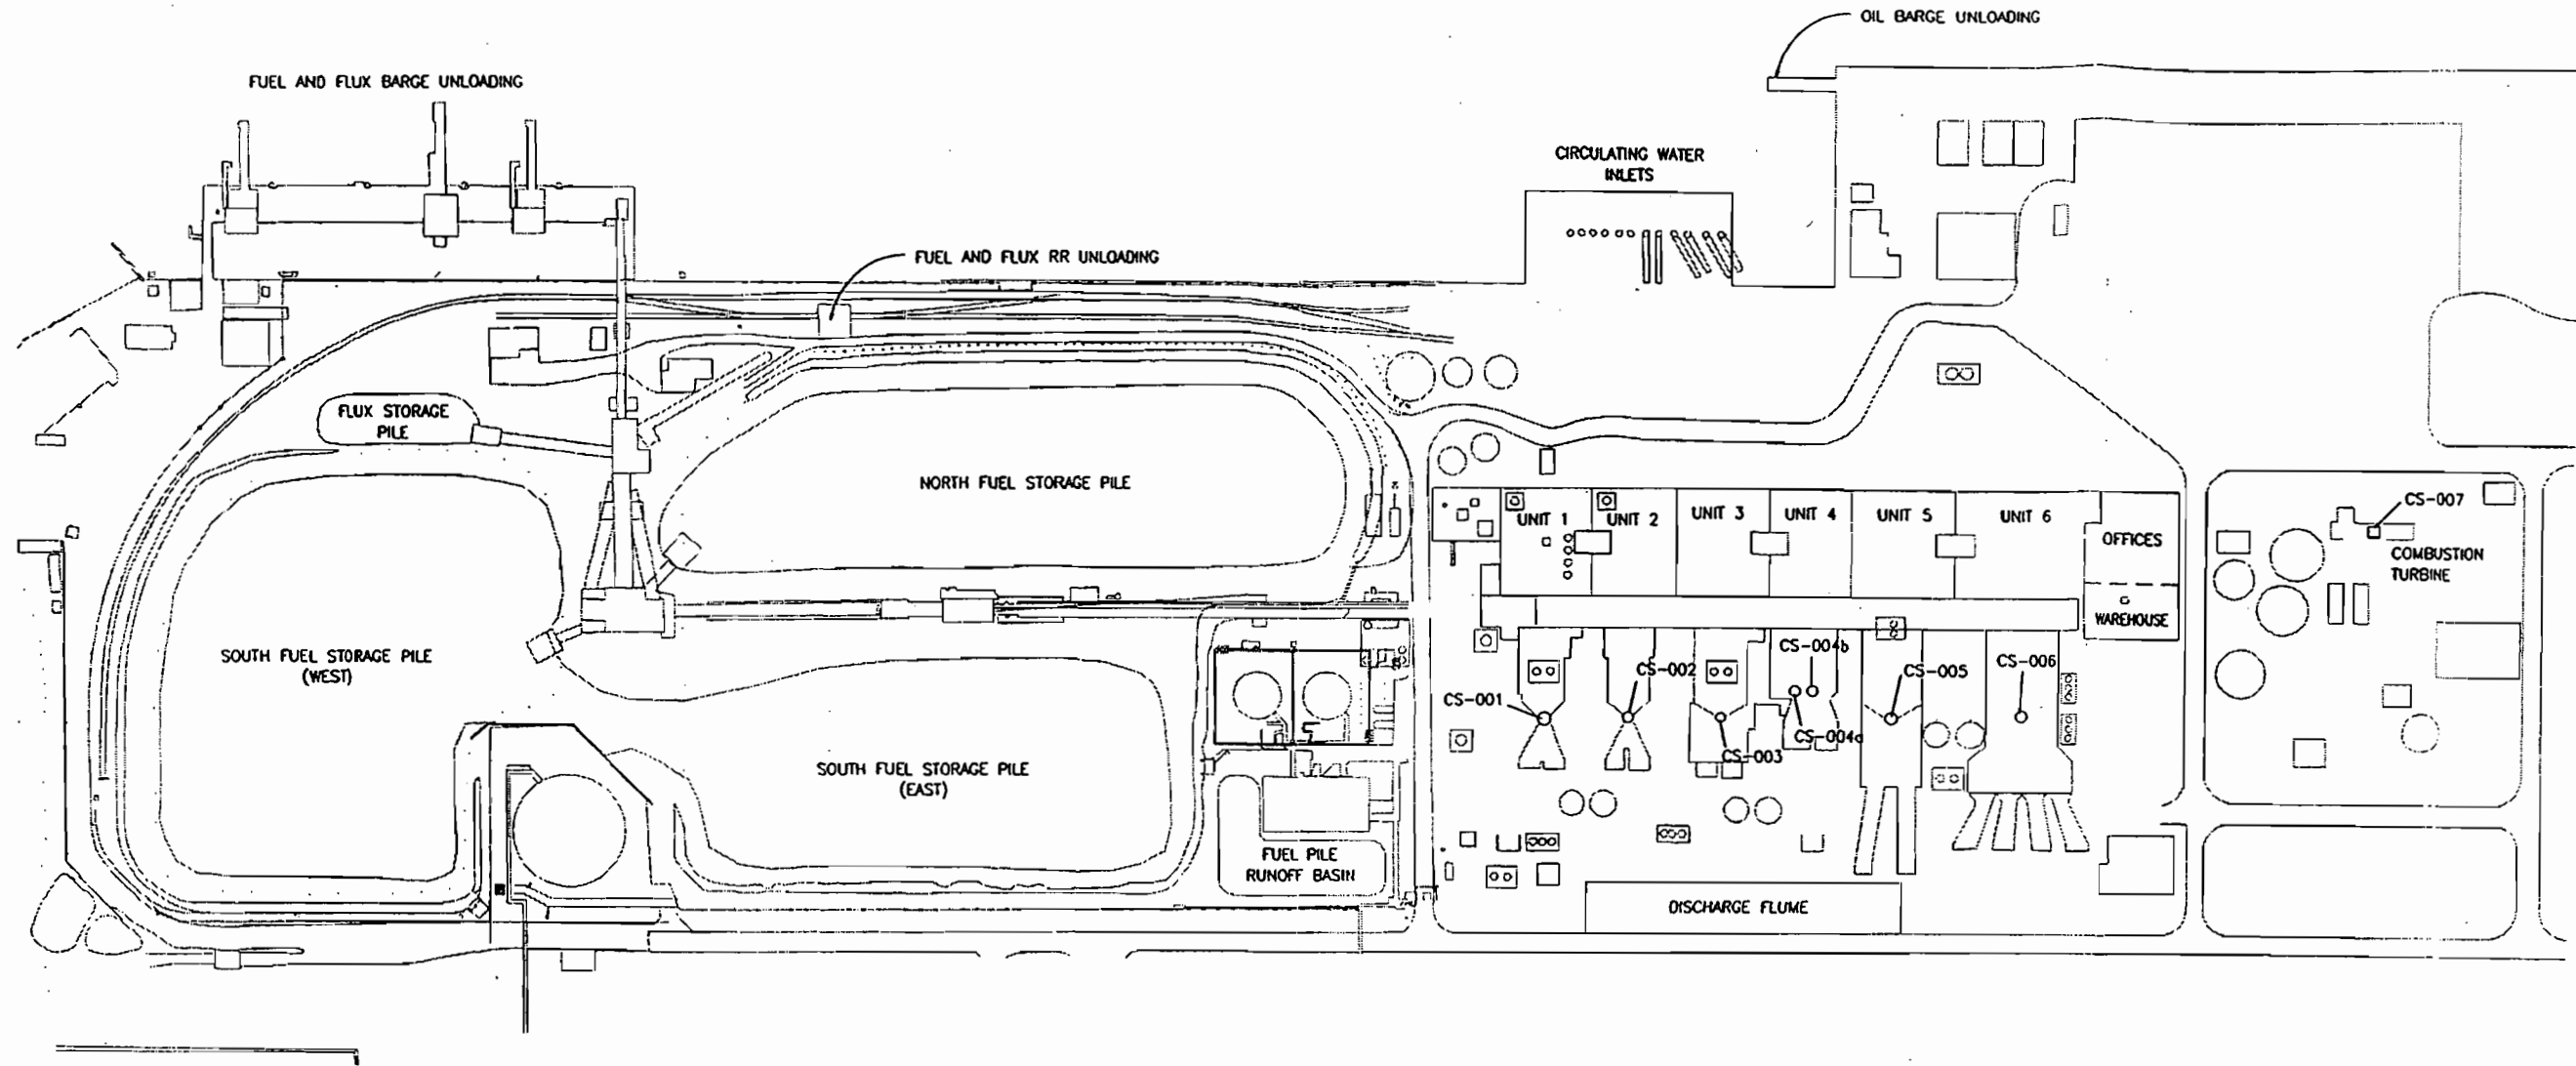 OIL BARGE UNLOADING
FUEL AND FLUX BARGE UNLOADING
CIRCULATING WATER
INLETS
FUEL AND FLUX RR UNLOADING
FLUX STORAGE
PILE
NORTH FUEL STORAGE PILE
UNIT 1
UNIT 2
UNIT 3
UNIT 4
UNIT 5
UNIT 6
OFFICES
WAREHOUSE
CS-007
COMBUSTION
TURBINE
SOUTH FUEL STORAGE PILE
(WEST)
CS-001
CS-002
CS-003
CS-004b
CS-004a
CS-005
CS-006
SOUTH FUEL STORAGE PILE
(EAST)
FUEL PILE
RUNOFF BASIN
DISCHARGE FLUME